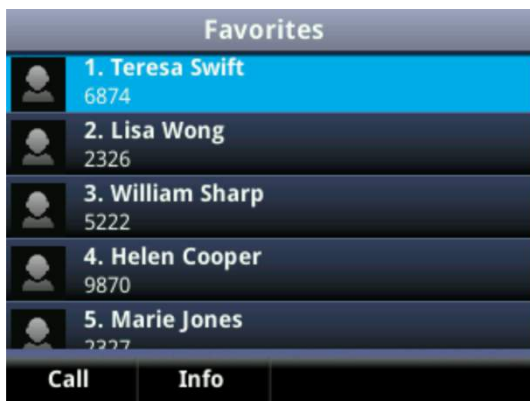 Favorites
1. Teresa Swift
6874
2. Lisa Wong
2326
3. William Sharp
5222
4. Helen Cooper
9870
5. Marie Jones
2327
Call Info